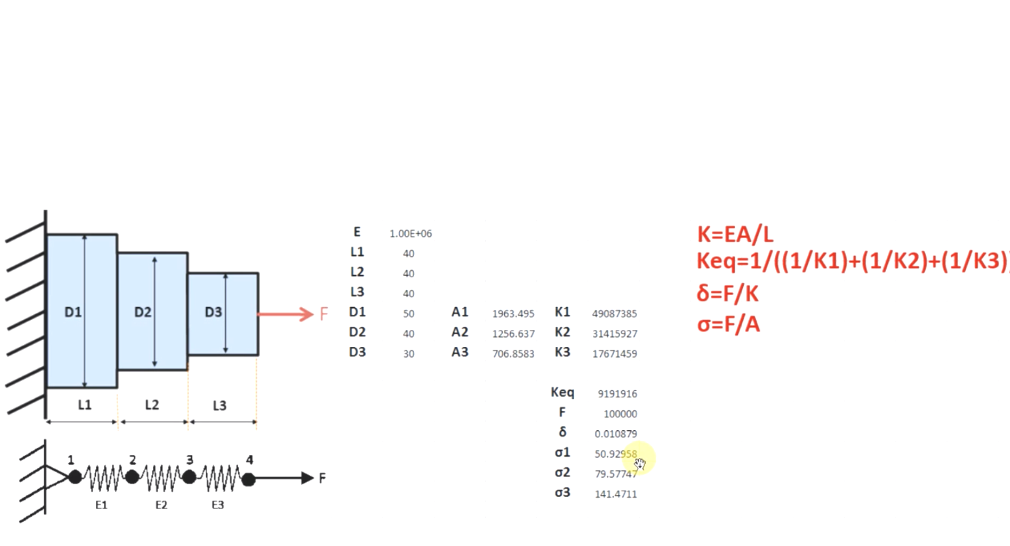 E 1.00E+06
L1 40
L2 40
L3 40
D1 50 A1 1963.495 K1 49087385
D2 40 A2 1256.637 K2 31415927
D3 30 A3 706.8583 K3 17671459
Keq 9191916
F 100000
δ 0.010879
σ1 50.92958
σ2 79.57747
σ3 141.4711
K=EA/L
Keq=1/((1/K1)+(1/K2)+(1/K3))
δ=F/K
σ=F/A
D1 D2 D3 F
L1 L2 L3
1 2 3 4
F
E1 E2 E3